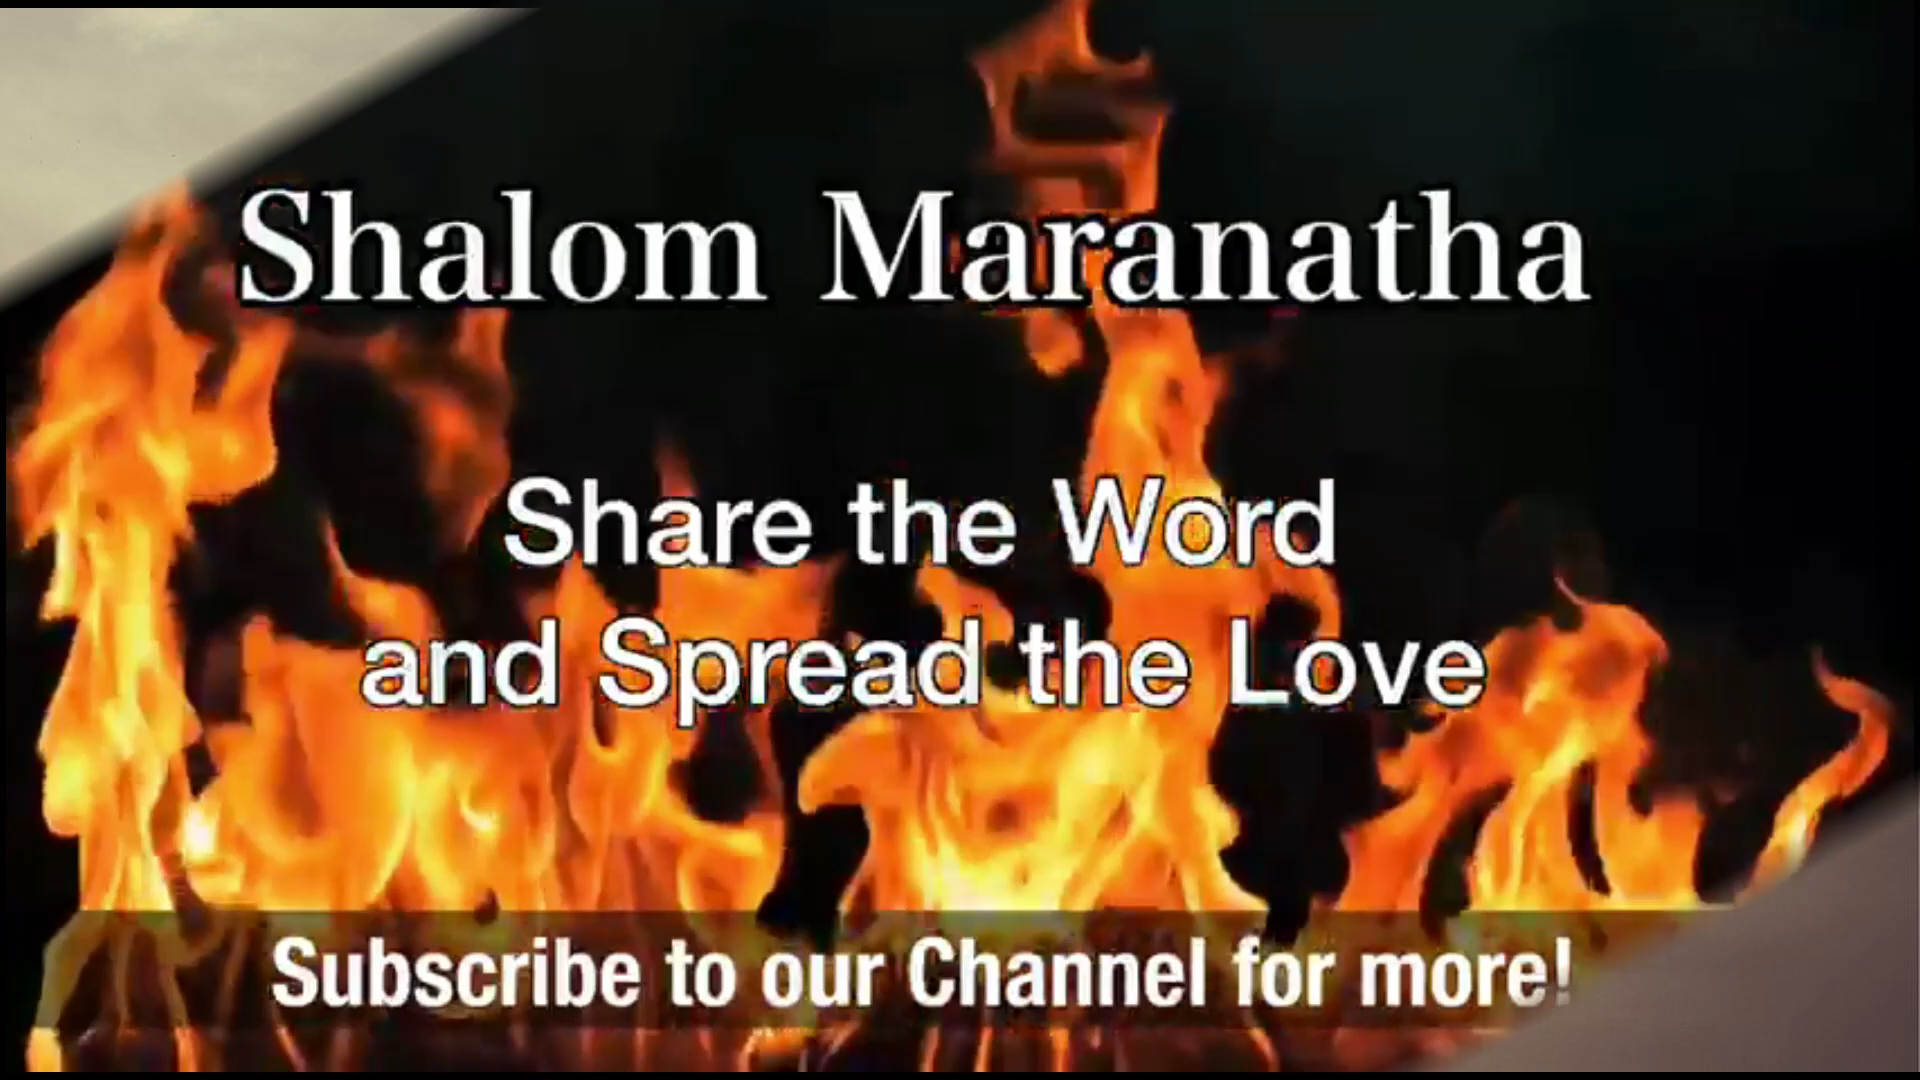 Shalom Maranatha
Share the Word
and Spread the Love
Subscribe to our Channel for more!